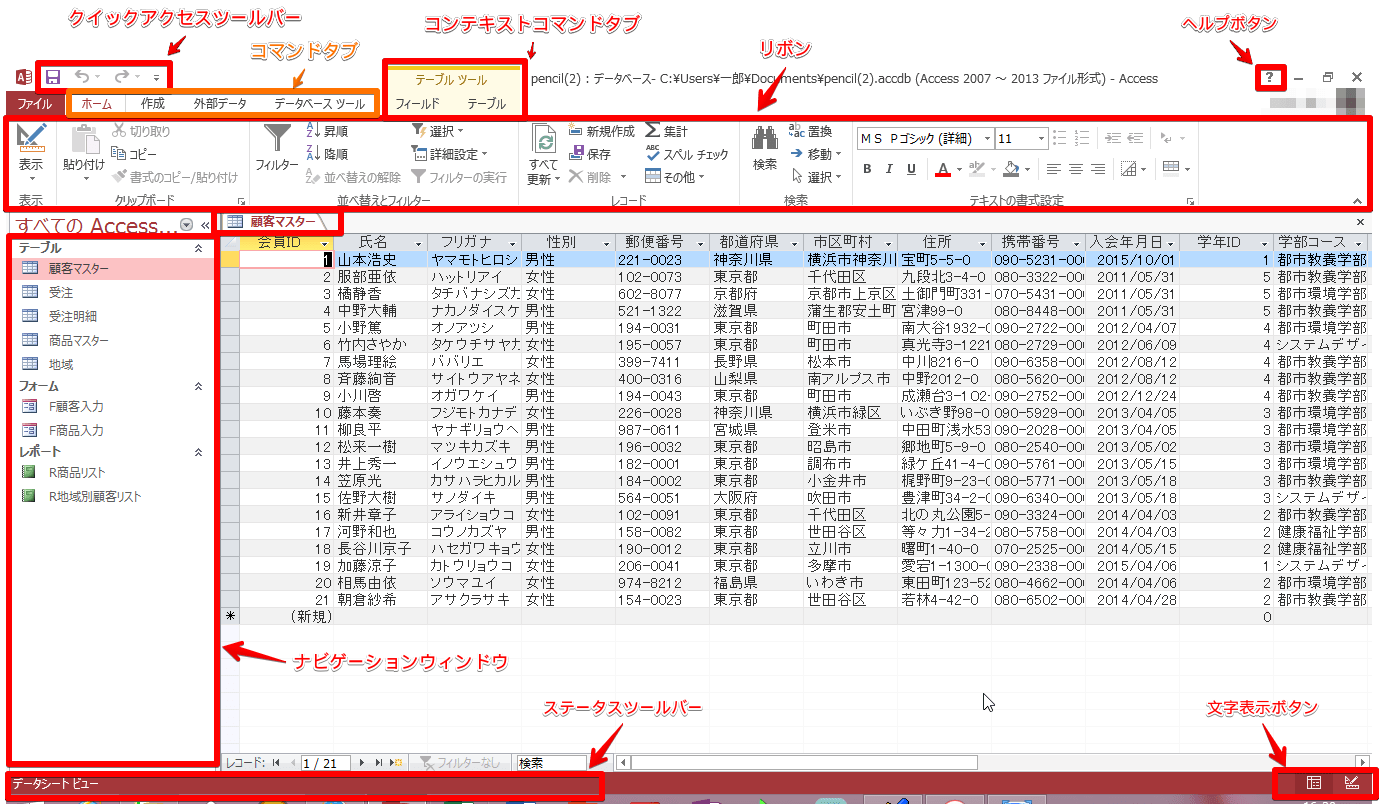 クイックアクセスツールバー
コンテキストコマンドタブ
ヘルプボタン
コマンドタブ
リボン
テーブル ツール
pencil(2) : データベース- C:¥Users¥一郎¥Documents¥pencil(2).accdb (Access 2007 ～ 2013 ファイル形式) - Access
?
ファイル ホーム 作成 外部データ データベース ツール フィールド テーブル
表示
貼り付け
切り取り
コピー
書式のコピー/貼り付け
フィルター
昇順
降順
並べ替えの解除
選択
詳細設定
フィルターの実行
すべて
更新
新規作成
保存
削除
集計
スペル チェック
その他
検索
置換
移動
選択
MS Pゴシック (詳細) 11
B I U A
表示 クリップボード 並べ替えとフィルター レコード 検索 テキストの書式設定
すべての Access...
顧客マスター
テーブル
顧客マスター
受注
受注明細
商品マスター
地域
フォーム
F顧客入力
F商品入力
レポート
R商品リスト
R地域別顧客リスト
会員ID 氏名 フリガナ 性別 郵便番号 都道府県 市区町村 住所 携帯番号 入会年月日 学年ID 学部コース
1 山本浩史 ヤマモトヒロシ 男性 221-0023 神奈川県 横浜市神奈川 宝町5-5-0 090-5231-00 2015/10/01 1 都市教養学部
2 服部亜依 ハットリアイ 女性 102-0073 東京都 千代田区 九段北3-4-0 080-3322-00 2011/05/31 5 都市教養学部
3 橘静香 タチバナシズカ 女性 602-8077 京都府 京都市上京区 土御門町331- 070-5431-00 2011/05/31 5 都市環境学部
4 中野大輔 ナカノダイスケ 男性 521-1322 滋賀県 蒲生郡安土町 宮津99-0 080-8448-00 2011/05/31 5 都市教養学部
5 小野篤 オノアツシ 男性 194-0031 東京都 町田市 南大谷1932-0 090-2722-00 2012/04/07 4 都市環境学部
6 竹内さやか タケウチサヤカ 女性 195-0057 東京都 町田市 真光寺3-1221 080-2729-00 2012/06/09 4 システムデザイ
7 馬場理絵 ババリエ 女性 399-7411 長野県 松本市 中川8216-0 090-6358-00 2012/08/12 4 都市教養学部
8 斉藤絢音 サイトウアヤネ 女性 400-0316 山梨県 南アルプス市 中野2012-0 080-5620-00 2012/08/12 4 都市教養学部
9 小川啓 オガワケイ 男性 194-0043 東京都 町田市 成瀬台3-102- 090-2752-00 2012/12/24 4 都市環境学部
10 藤本奏 フジモトカナデ 女性 226-0028 神奈川県 横浜市緑区 いぶき野98-0 090-5929-00 2013/04/05 3 都市環境学部
11 柳良平 ヤナギリョウヘ 男性 987-0611 宮城県 登米市 中田町浅水53 090-2028-00 2013/04/05 3 都市環境学部
12 松来一樹 マツキカズキ 男性 196-0032 東京都 昭島市 郷地町5-9-0 080-2540-00 2013/05/02 3 都市環境学部
13 井上秀一 イノウエシュウ 男性 182-0001 東京都 調布市 緑ケ丘41-4-0 090-5761-00 2013/05/15 3 都市環境学部
14 笠原光 カサハラヒカル 男性 184-0002 東京都 小金井市 梶野町9-23-0 080-5771-00 2013/05/18 3 都市環境学部
15 佐野大樹 サノダイキ 男性 564-0051 大阪府 吹田市 豊津町34-2-0 090-6340-00 2013/05/18 3 システムデザイ
16 新井章子 アライショウコ 女性 102-0091 東京都 千代田区 北の丸公園5- 090-3324-00 2014/04/03 2 都市教養学部
17 河野和也 コウノカズヤ 男性 158-0082 東京都 世田谷区 等々力1-34-2 080-5758-00 2014/04/03 2 健康福祉学部
18 長谷川京子 ハセガワキョウ 女性 190-0012 東京都 立川市 曙町1-40-0 070-2525-00 2014/05/15 2 健康福祉学部
19 加藤涼子 カトウリョウコ 女性 206-0041 東京都 多摩市 愛宕1-1300-0 090-2338-00 2015/04/06 1 システムデザイ
20 相馬由依 ソウマユイ 女性 974-8212 福島県 いわき市 東田町123-52 080-4662-00 2014/04/06 2 都市環境学部
21 朝倉紗希 アサクラサキ 女性 154-0023 東京都 世田谷区 若林4-42-0 080-6502-00 2014/04/28 2 都市教養学部
* (新規) 0
ナビゲーションウィンドウ
ステータスツールバー
文字表示ボタン
レコード: 1 / 21 フィルターなし 検索
データシート ビュー